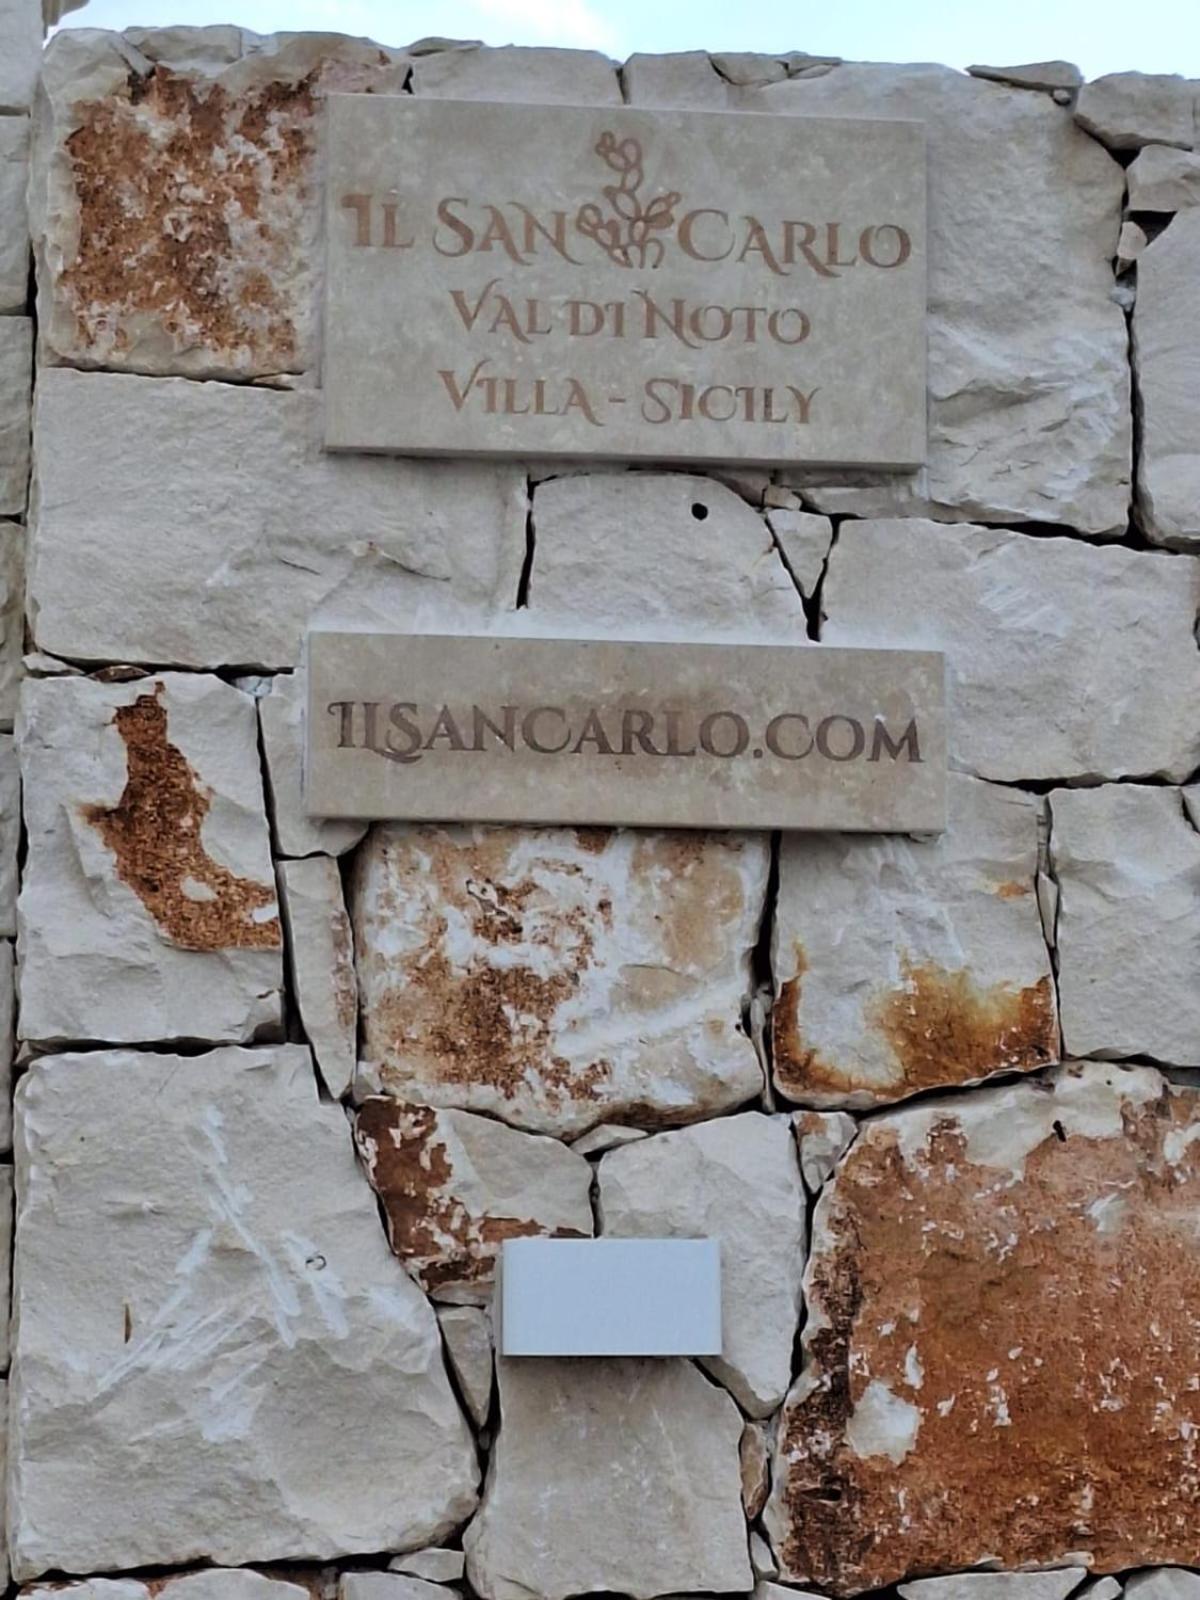 IL SAN CARLO
VAL DI NOTO
VILLA - SICILY
ILSANCARLO.COM